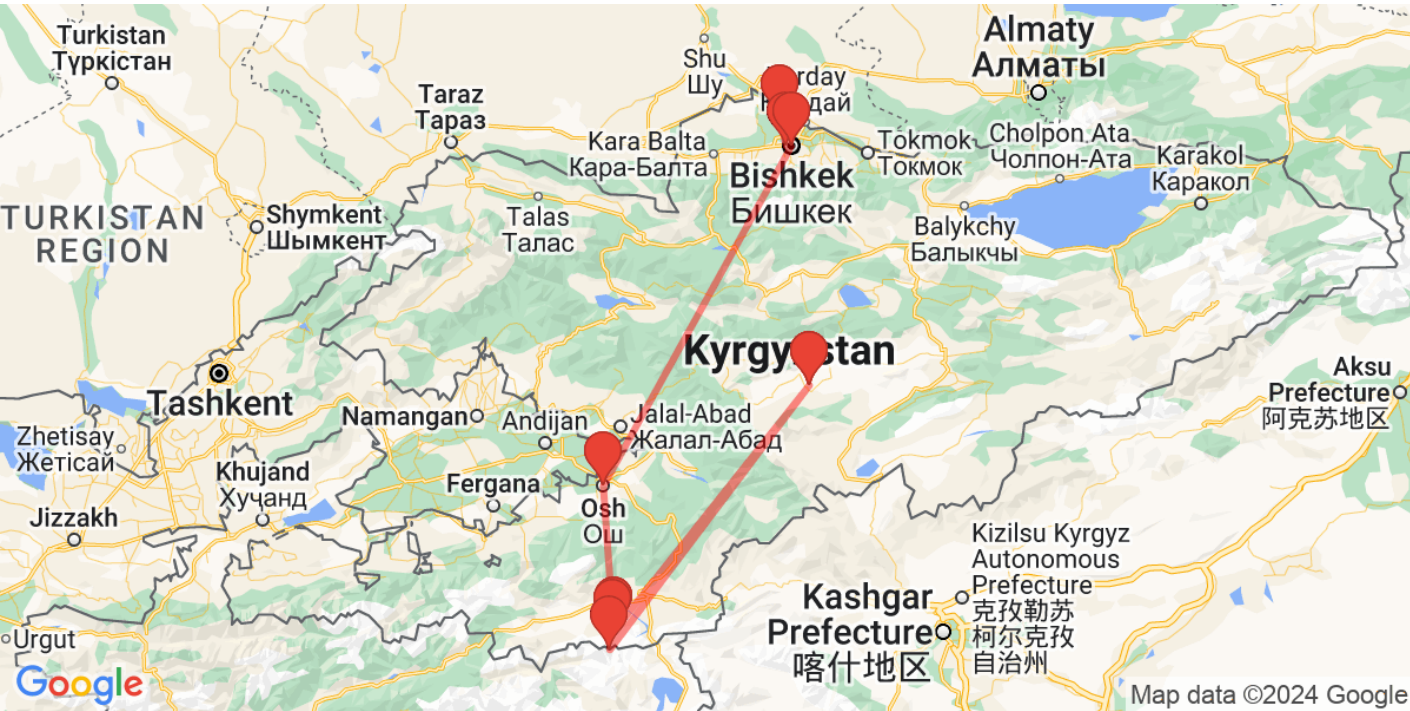 Turkistan
Түркістан
Shu
Шу
Almaty
Алматы
Taraz
Тараз
Kara Balta
Кара-Балта
Tokmok
Токмок
Cholpon Ata
Чолпон-Ата
Karakol
Каракол
Bishkek
Бишкек
TURKISTAN
REGION
Shymkent
Шымкент
Talas
Талас
Balykchy
Балыкчы
Tashkent
Namangan
Andijan
Jalal-Abad
Жалал-Абад
Aksu
Prefecture
阿克苏地区
Zhetisay
Жетісай
Khujand
Хуҷанд
Fergana
Osh
Ош
Jizzakh
Kizilsu Kyrgyz
Autonomous
Prefecture
克孜勒苏
柯尔克孜
自治州
Kashgar
Prefecture
喀什地区
Urgut
Google
Map data ©2024 Google